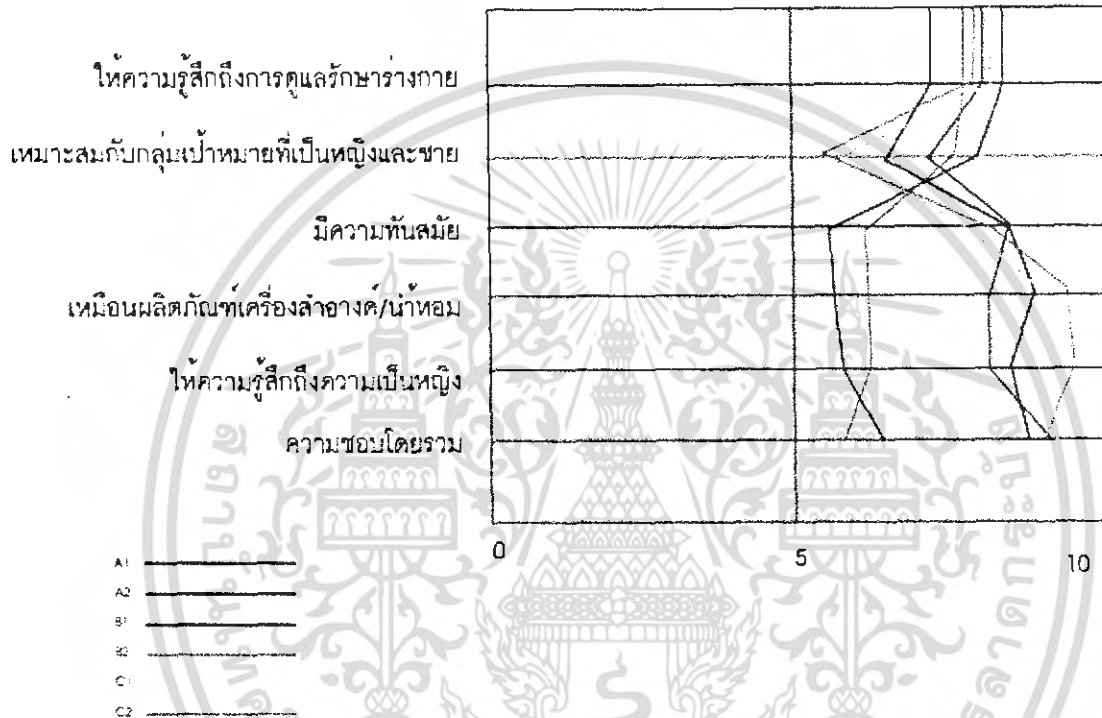 ให้ความรู้สึกถึงการดูแลรักษาร่างกาย
เหมาะสมกับกลุ่มเป้าหมายที่เป็นหญิงและชาย
มีความทันสมัย
เหมือนผลิตภัณฑ์เครื่องสำอางค์/น้ำหอม
ให้ความรู้สึกถึงความเป็นหญิง
ความชอบโดยรวม
0 5 10
A1
A2
B1
B2
C1
C2